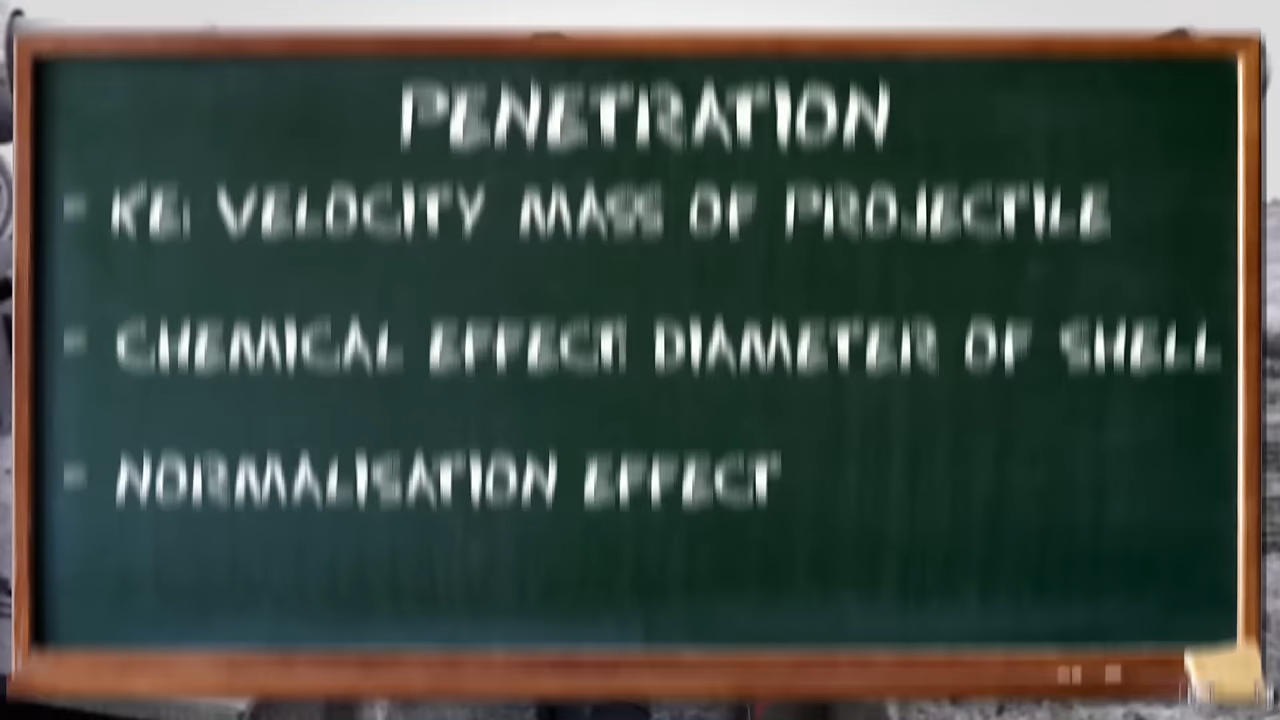 PENETRATION
- KE: VELOCITY MASS OF PROJECTILE
- CHEMICAL EFFECT: DIAMETER OF SHELL
- NORMALISATION EFFECT